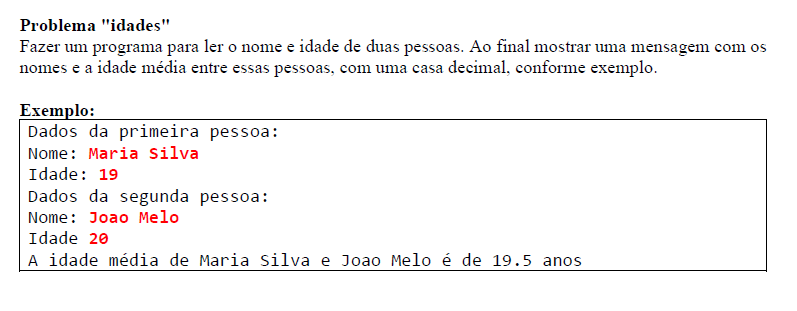 Problema "idades"
Fazer um programa para ler o nome e idade de duas pessoas. Ao final mostrar uma mensagem com os
nomes e a idade média entre essas pessoas, com uma casa decimal, conforme exemplo.
Exemplo:
Dados da primeira pessoa:
Nome: Maria Silva
Idade: 19
Dados da segunda pessoa:
Nome: Joao Melo
Idade 20
A idade média de Maria Silva e Joao Melo é de 19.5 anos